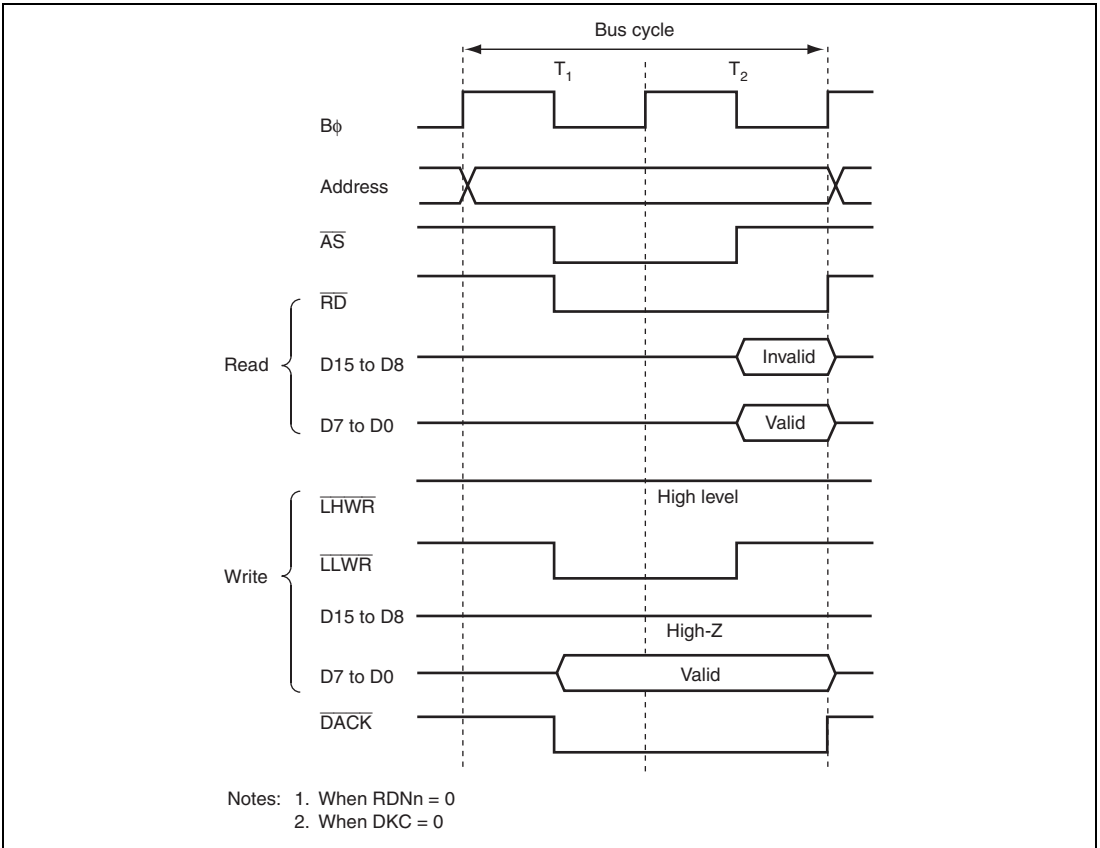 Bus cycle
T1 T2
Bϕ
Address
AS
RD
Read
D15 to D8 Invalid
D7 to D0 Valid
LHWR High level
LLWR
Write
D15 to D8 High-Z
D7 to D0 Valid
DACK
Notes: 1. When RDNn = 0
2. When DKC = 0